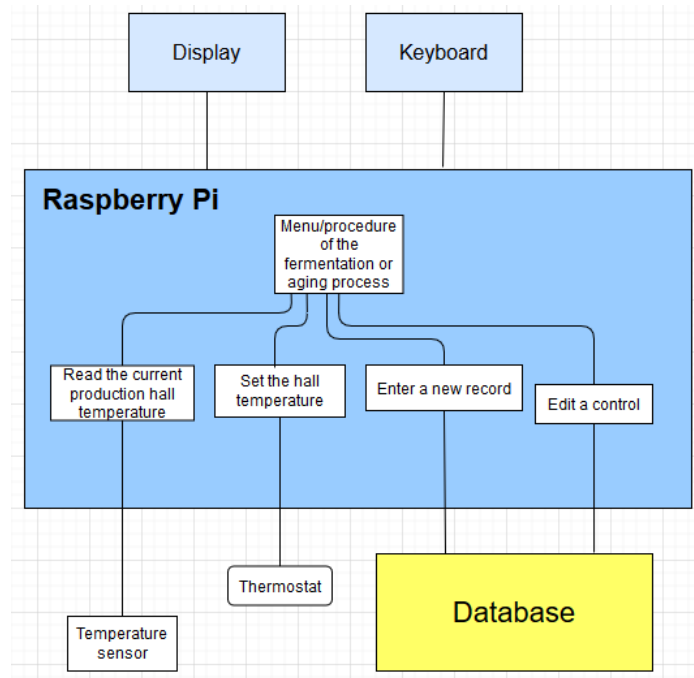 Display
Keyboard
Raspberry Pi
Menu/procedure
of the
fermentation or
aging process
Read the current
production hall
temperature
Set the hall
temperature
Enter a new record
Edit a control
Thermostat
Database
Temperature
sensor